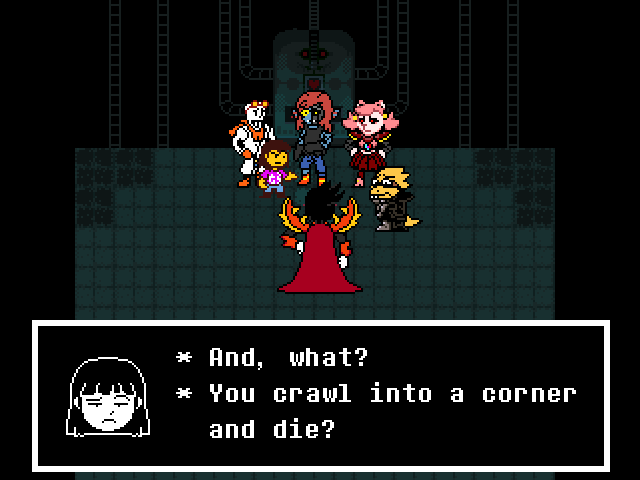 * And, what?
* You crawl into a corner
and die?